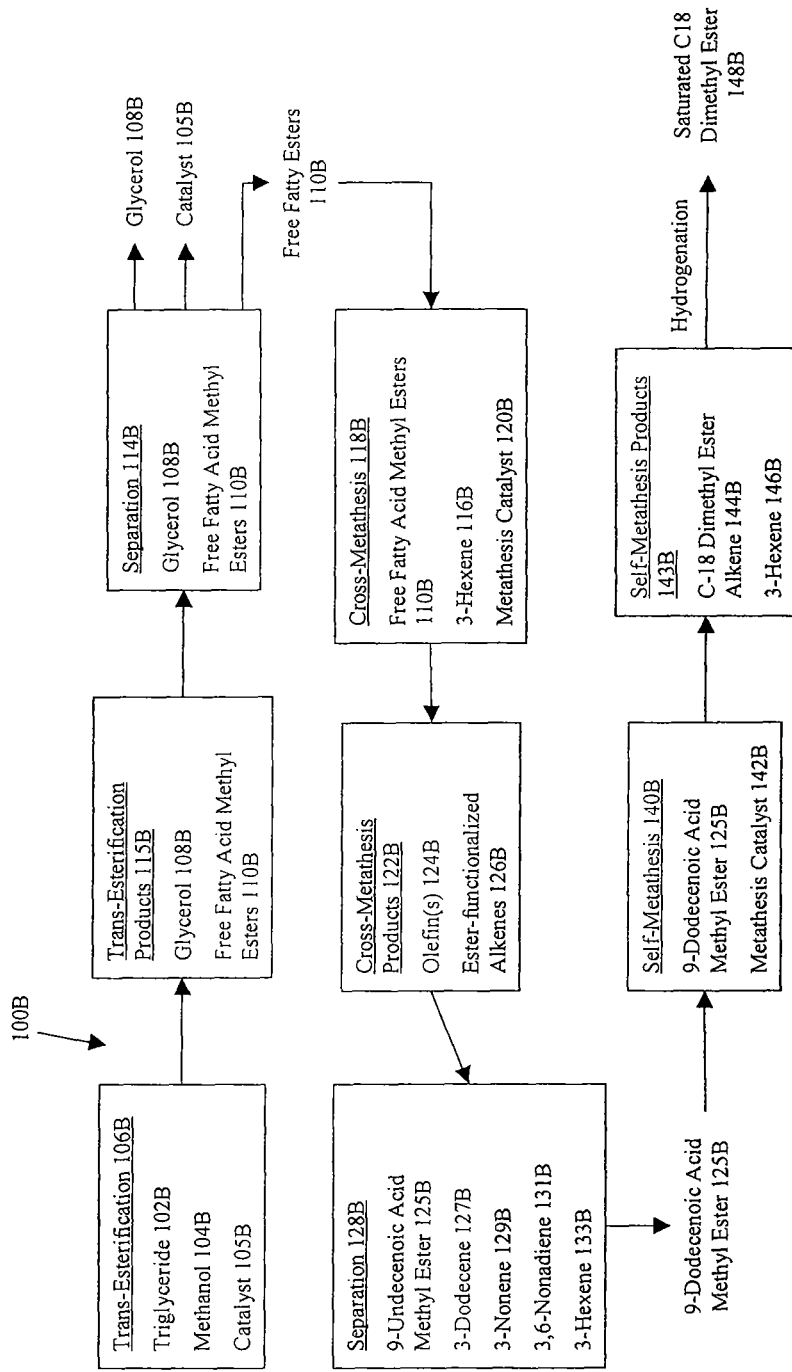 100B
Trans-Esterification 106B
Triglyceride 102B
Methanol 104B
Catalyst 105B
Trans-Esterification
Products 115B
Glycerol 108B
Free Fatty Acid Methyl
Esters 110B
Separation 114B
Glycerol 108B
Free Fatty Acid Methyl
Esters 110B
Glycerol 108B
Catalyst 105B
Free Fatty Esters
110B
Cross-Metathesis 118B
Free Fatty Acid Methyl Esters
110B
3-Hexene 116B
Metathesis Catalyst 120B
Cross-Metathesis
Products 122B
Olefin(s) 124B
Ester-functionalized
Alkenes 126B
Separation 128B
9-Undecenoic Acid
Methyl Ester 125B
3-Dodecene 127B
3-Nonene 129B
3,6-Nonadiene 131B
3-Hexene 133B
9-Dodecenoic Acid
Methyl Ester 125B
Self-Metathesis 140B
9-Dodecenoic Acid
Methyl Ester 125B
Metathesis Catalyst 142B
Self-Metathesis Products
143B
C-18 Dimethyl Ester
Alkene 144B
3-Hexene 146B
Hydrogenation
Saturated C18
Dimethyl Ester
148B